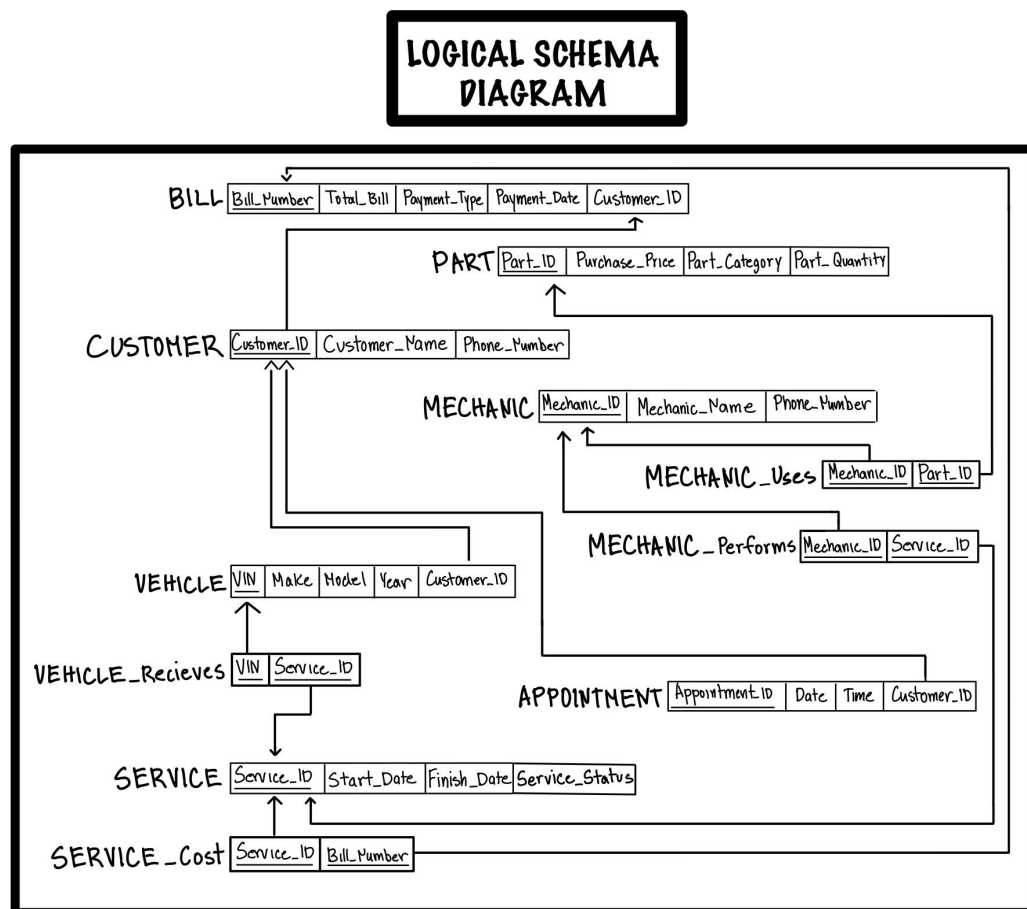 LOGICAL SCHEMA
DIAGRAM
BILL Bill_Number Total_Bill Payment_Type Payment_Date Customer_ID
PART Part_ID Purchase_Price Part_Category Part_Quantity
CUSTOMER Customer_ID Customer_Name Phone_Number
MECHANIC Mechanic_ID Mechanic_Name Phone_Number
MECHANIC_Uses Mechanic_ID Part_ID
MECHANIC_Performs Mechanic_ID Service_ID
VEHICLE VIN Make Model Year Customer_ID
VEHICLE_Recieves VIN Service_ID
APPOINTMENT Appointment_ID Date Time Customer_ID
SERVICE Service_ID Start_Date Finish_Date Service_Status
SERVICE_Cost Service_ID Bill_Number